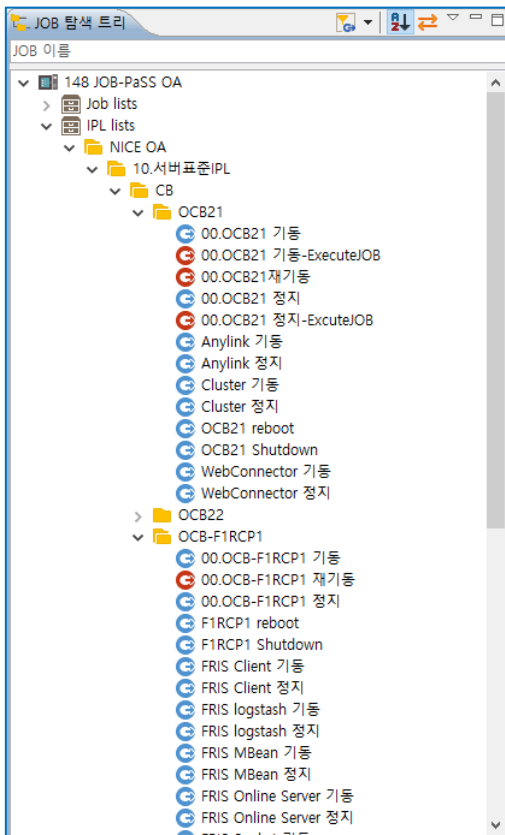 JOB 탐색 트리
JOB 이름
148 JOB-PaSS OA
Job lists
IPL lists
NICE OA
10.서버표준IPL
CB
OCB21
00.OCB21 기동
00.OCB21 기동-ExecuteJOB
00.OCB21재기동
00.OCB21 정지
00.OCB21 정지-ExcuteJOB
Anylink 기동
Anylink 정지
Cluster 기동
Cluster 정지
OCB21 reboot
OCB21 Shutdown
WebConnector 기동
WebConnector 정지
OCB22
OCB-F1RCP1
00.OCB-F1RCP1 기동
00.OCB-F1RCP1 재기동
00.OCB-F1RCP1 정지
F1RCP1 reboot
F1RCP1 Shutdown
FRIS Client 기동
FRIS Client 정지
FRIS logstash 기동
FRIS logstash 정지
FRIS MBean 기동
FRIS MBean 정지
FRIS Online Server 기동
FRIS Online Server 정지